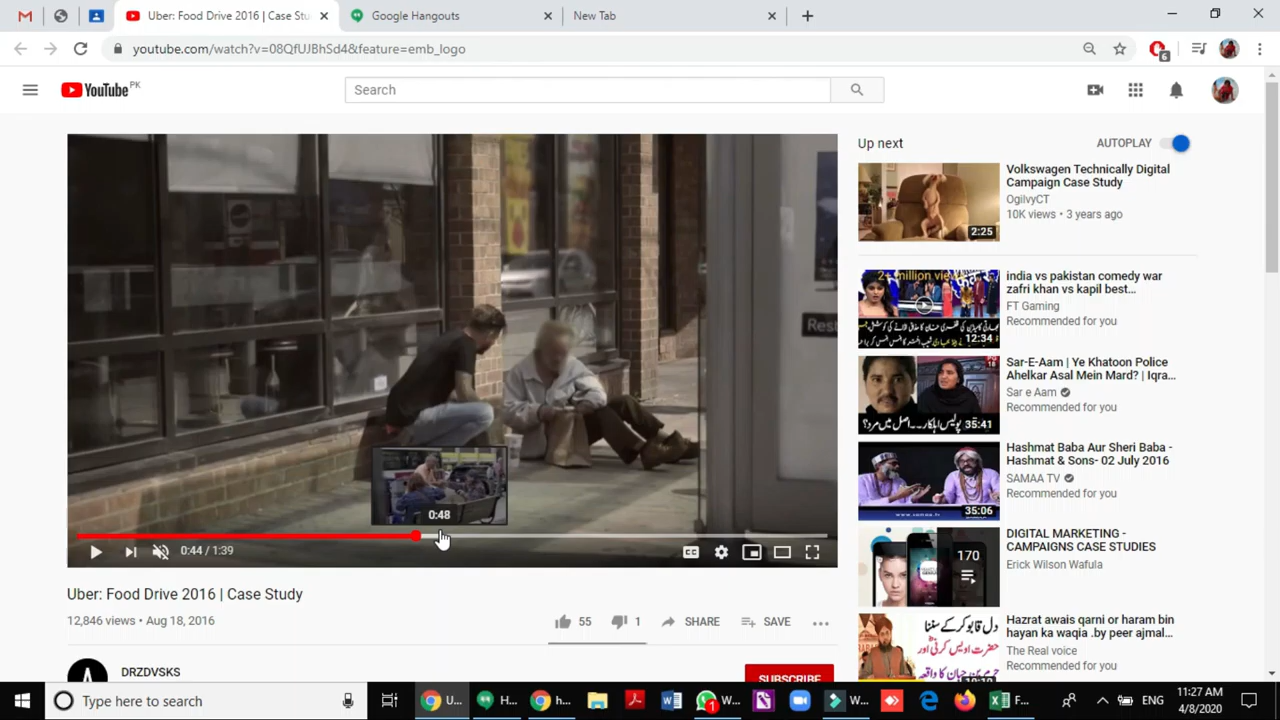 Uber: Food Drive 2016 | Case Stu
Google Hangouts
New Tab
youtube.com/watch?v=08QfUJBhSd4&feature=emb_logo
6
YouTube PK
Search
Rest
0:48
0:44 / 1:39
CC
Uber: Food Drive 2016 | Case Study
12,846 views • Aug 18, 2016
55
1
SHARE
SAVE
DRZDVSKS
SUBSCRIBE
Up next
AUTOPLAY
2:25
Volkswagen Technically Digital
Campaign Case Study
OgilvyCT
10K views • 3 years ago
12:34
india vs pakistan comedy war
zafri khan vs kapil best...
FT Gaming
Recommended for you
35:41
Sar-E-Aam | Ye Khatoon Police
Ahelkar Asal Mein Mard? | Iqra...
Sar e Aam
Recommended for you
35:06
Hashmat Baba Aur Sheri Baba -
Hashmat & Sons- 02 July 2016
SAMAA TV
Recommended for you
170
DIGITAL MARKETING -
CAMPAIGNS CASE STUDIES
Erick Wilson Wafula
Hazrat awais qarni or haram bin
hayan ka waqia .by peer ajmal...
The Real voice
Recommended for you
Type here to search
U...
H...
h...
W...
1
W...
F...
ENG
11:27 AM
4/8/2020